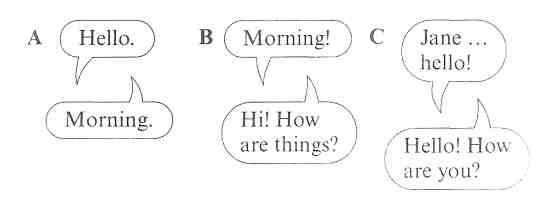 A
Hello.
Morning.
B
Morning!
Hi! How
are things?
C
Jane ...
hello!
Hello! How
are you?